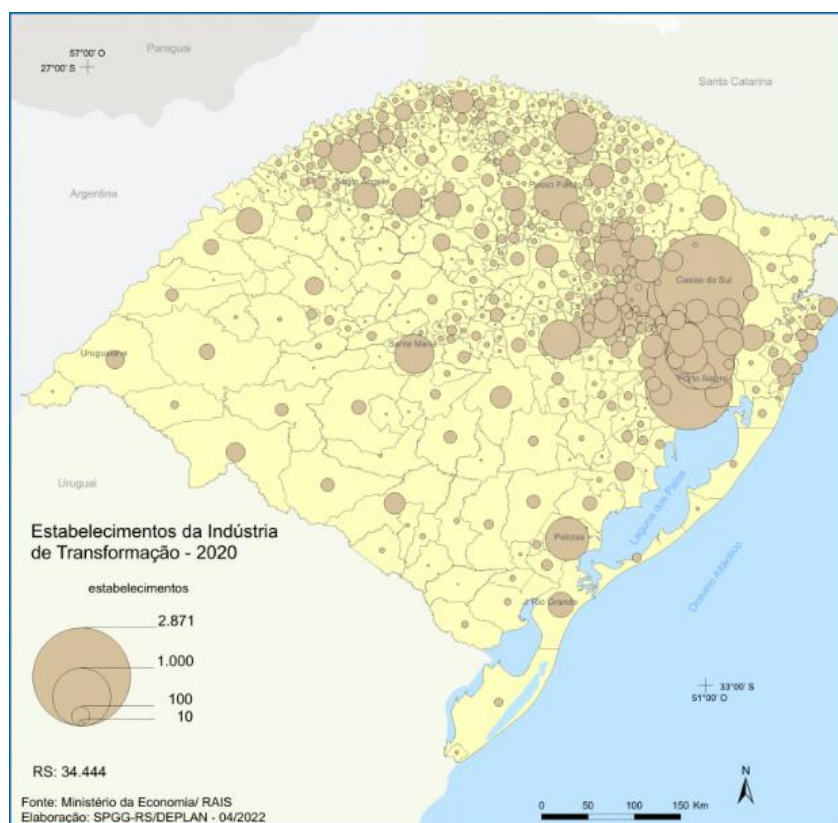 Paraguai
57°00' O
27°00' S
Santa Catarina
Argentina
Santo Ângelo
Passo Fundo
Caxias do Sul
Uruguaiana
Santa Maria
Porto Alegre
Uruguai
Laguna dos Patos
Oceano Atlântico
Pelotas
Rio Grande
Estabelecimentos da Indústria
de Transformação - 2020
estabelecimentos
2.871
1.000
100
10
33°00' S
51°00' O
RS: 34.444
N
Fonte: Ministério da Economia/ RAIS
Elaboração: SPGG-RS/DEPLAN - 04/2022
0 50 100 150 Km